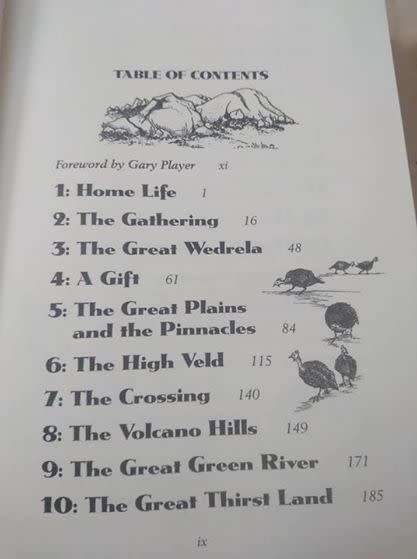 TABLE OF CONTENTS
Foreword by Gary Player xi
1: Home Life 1
2: The Gathering 16
3: The Great Wedrela 48
4: A Gift 61
5: The Great Plains
and the Pinnacles 84
6: The High Veld 115
7: The Crossing 140
8: The Volcano Hills 149
9: The Great Green River 171
10: The Great Thirst Land 185
ix